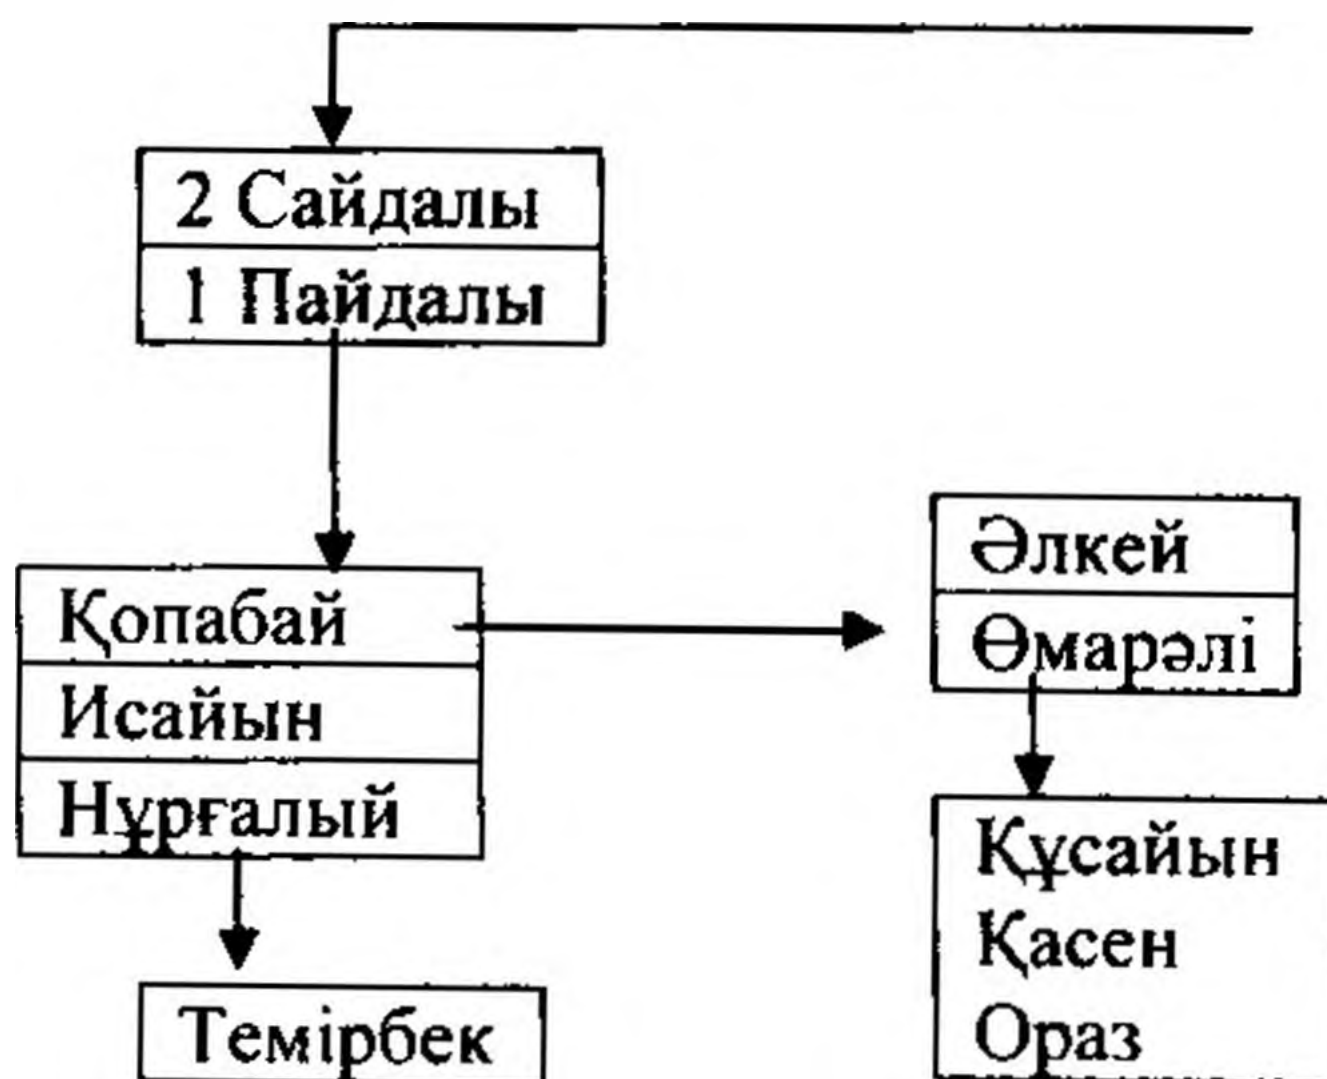 2 Сайдалы
1 Пайдалы
Қопабай
Исайын
Нұрғалый
Темірбек
Әлкей
Өмарәлі
Құсайын
Қасен
Ораз